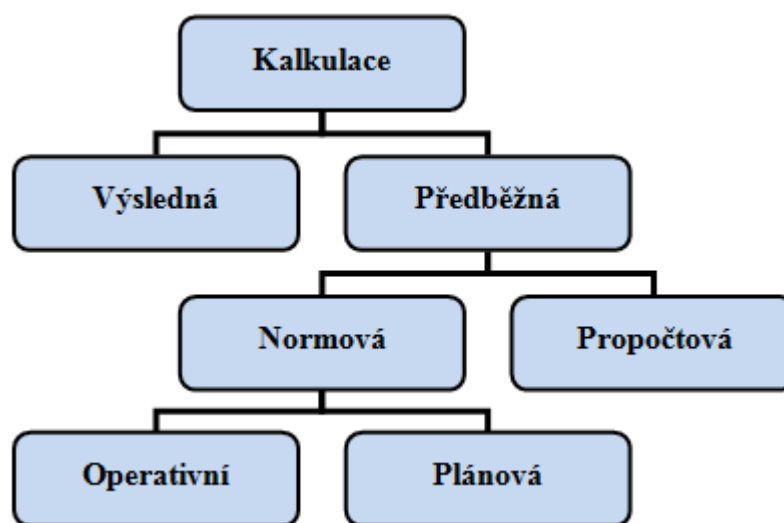 Kalkulace
Výsledná
Předběžná
Normová
Propočtová
Operativní
Plánová